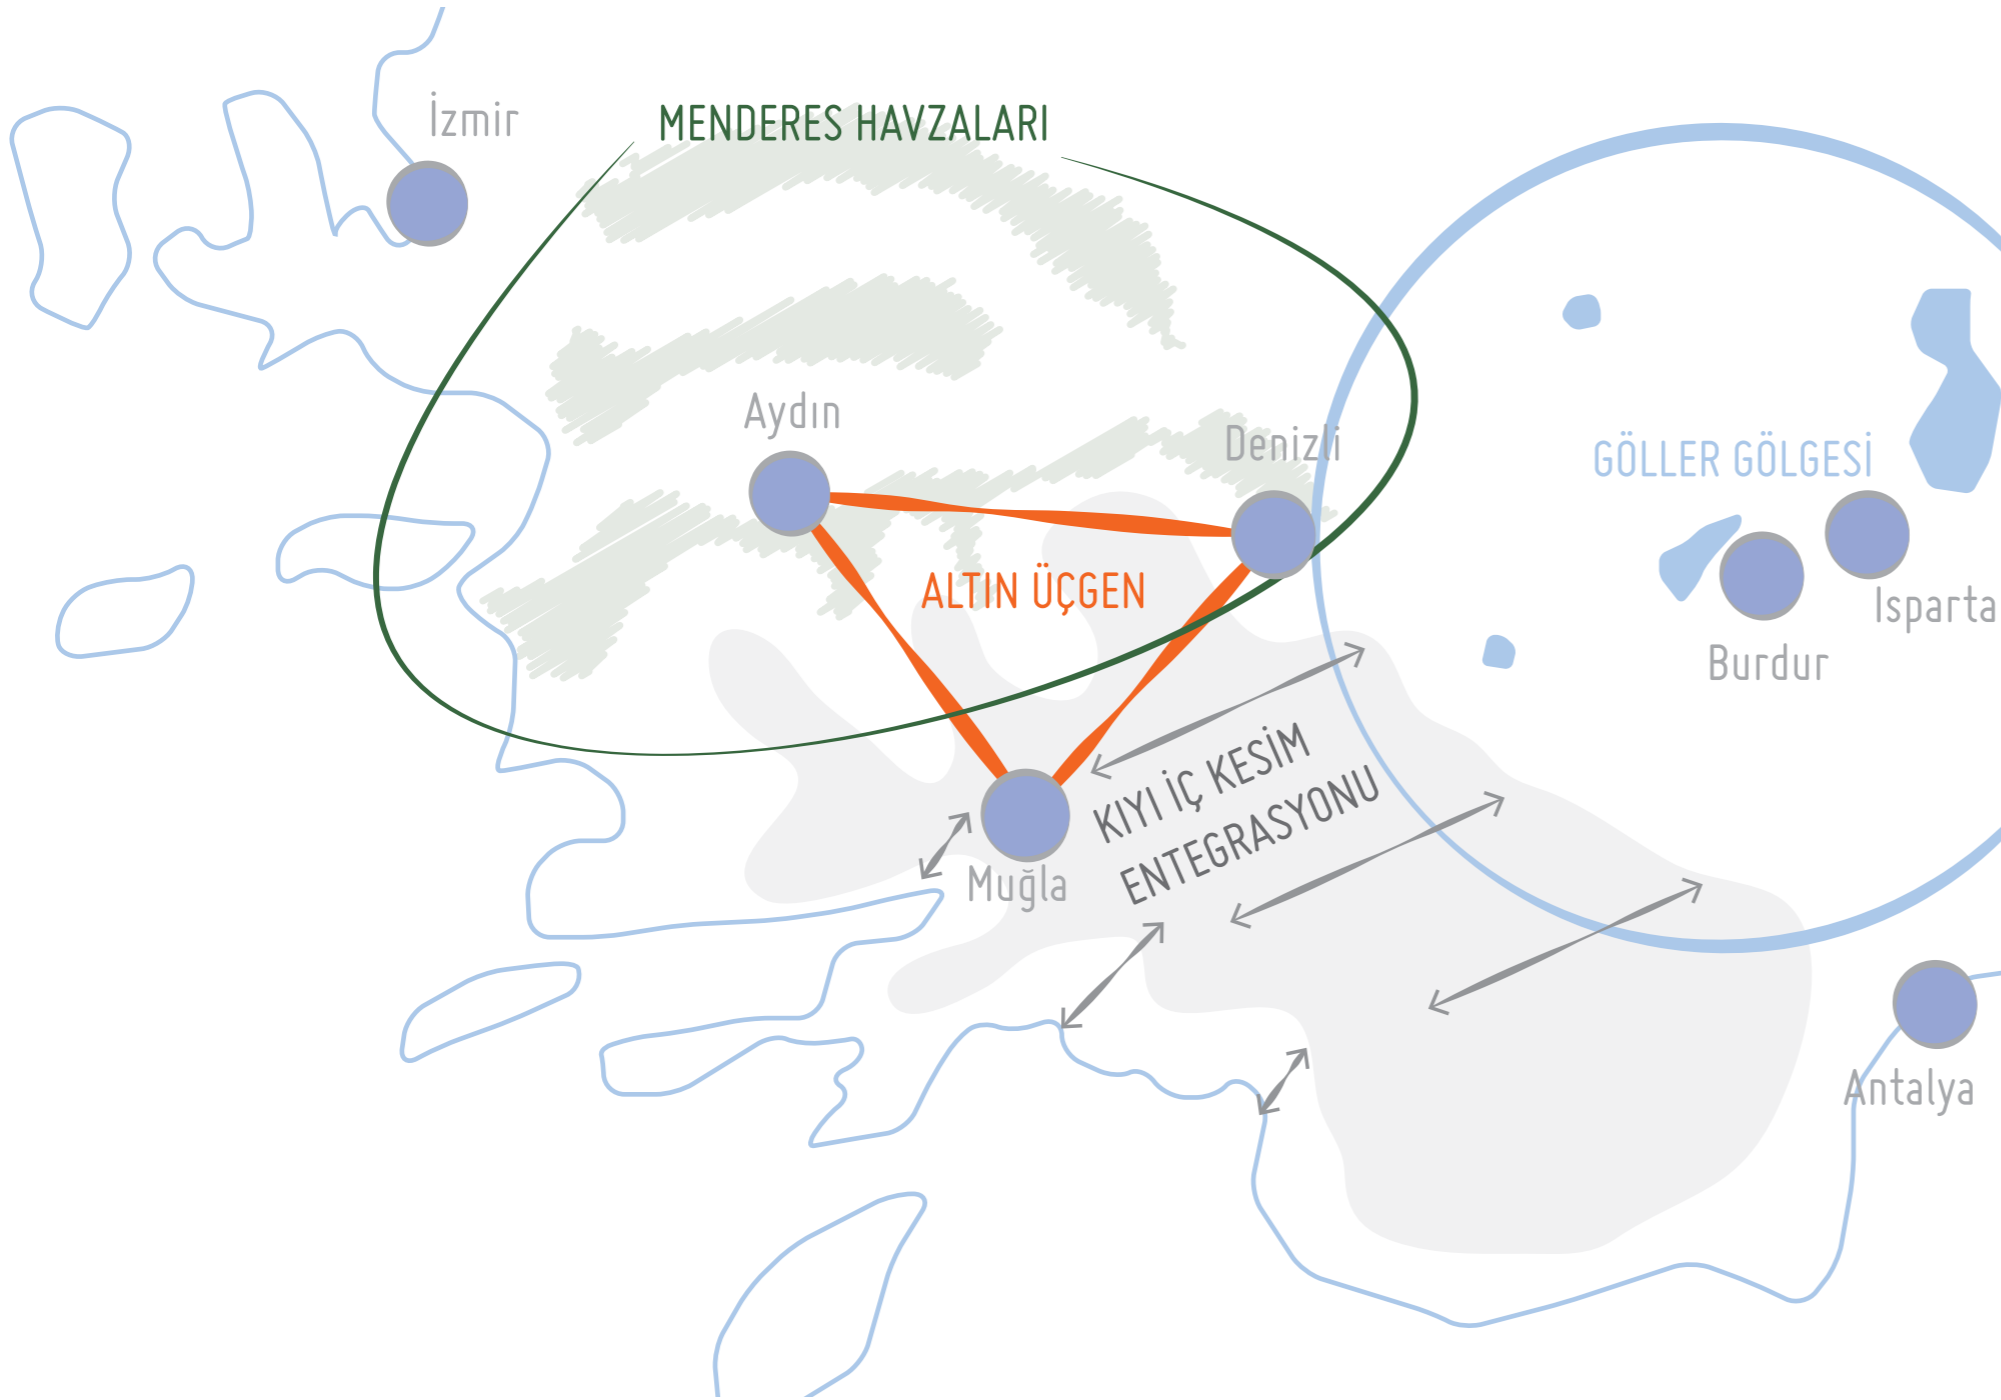 İzmir
MENDERES HAVZALARI
Aydın
Denizli
GÖLLER GÖLGESİ
ALTIN ÜÇGEN
Isparta
Burdur
KIYI İÇ KESİM
ENTEGRASYONU
Muğla
Antalya